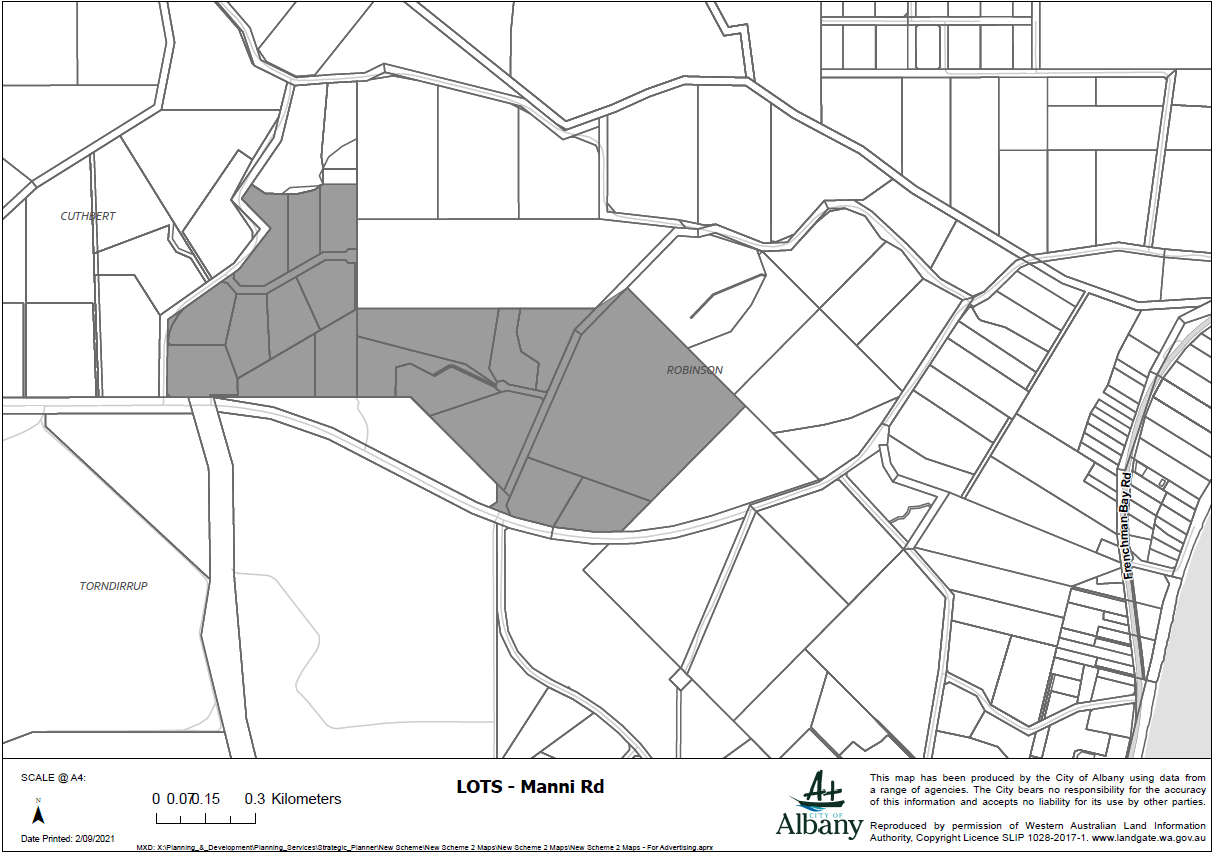 CUTHBERT
ROBINSON
Frenchman Bay Rd
TORNDIRRUP
SCALE @ A4:
N
0 0.07 0.15 0.3 Kilometers
Date Printed: 2/09/2021
MXD: X:\Planning_&_Development\Planning_Services\Strategic_Planner\New Scheme\New Scheme 2 Maps\New Scheme 2 Maps\New Scheme 2 Maps - For Advertising.aprx
LOTS - Manni Rd
CITY OF
Albany
This map has been produced by the City of Albany using data from
a range of agencies. The City bears no responsibility for the accuracy
of this information and accepts no liability for its use by other parties.
Reproduced by permission of Western Australian Land Information
Authority, Copyright Licence SLIP 1028-2017-1. www.landgate.wa.gov.au